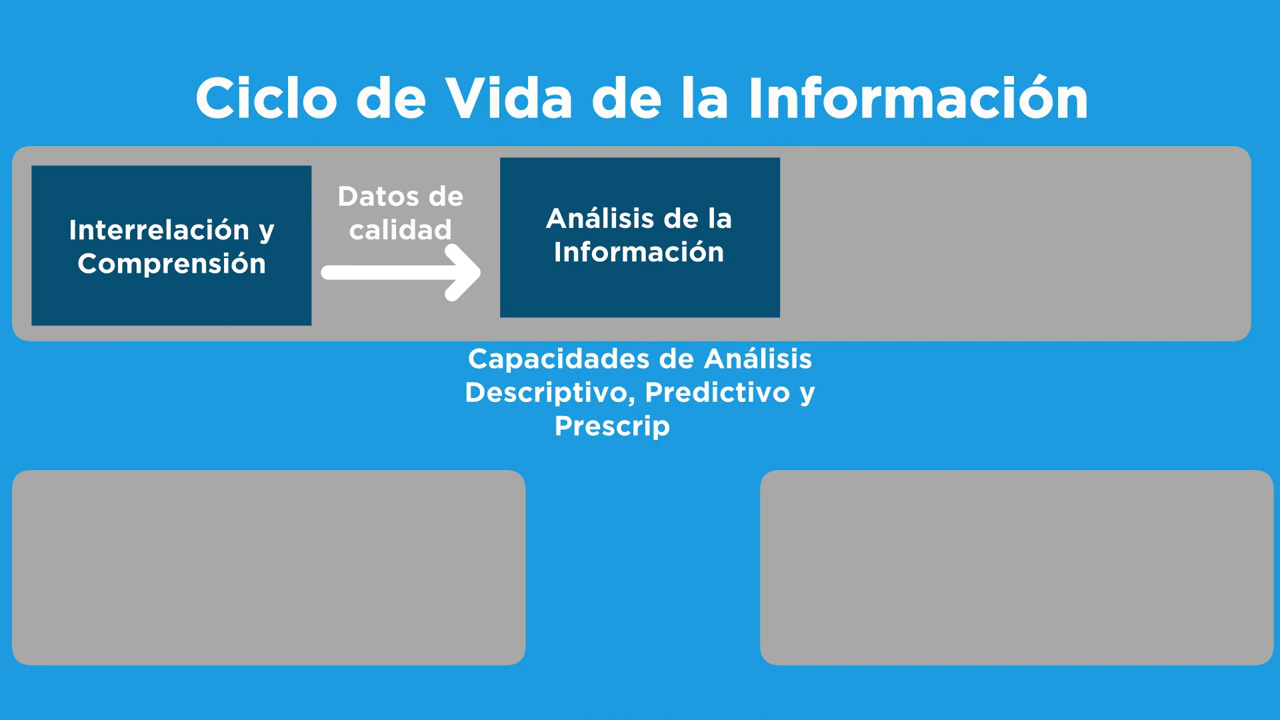 Ciclo de Vida de la Información
Interrelación y
Comprensión
Datos de
calidad
Análisis de la
Información
Capacidades de Análisis
Descriptivo, Predictivo y
Prescrip